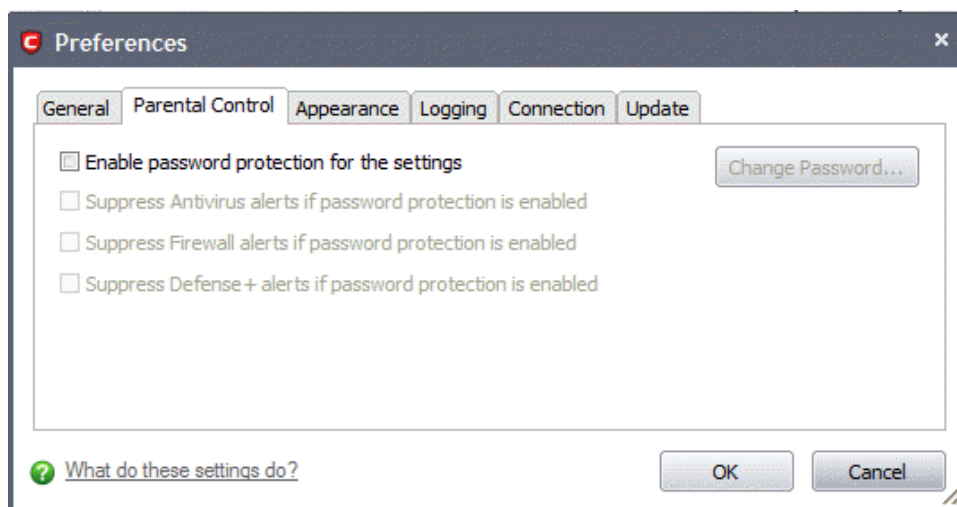 Preferences
General Parental Control Appearance Logging Connection Update
Enable password protection for the settings
Change Password...
Suppress Antivirus alerts if password protection is enabled
Suppress Firewall alerts if password protection is enabled
Suppress Defense+ alerts if password protection is enabled
What do these settings do?
OK
Cancel